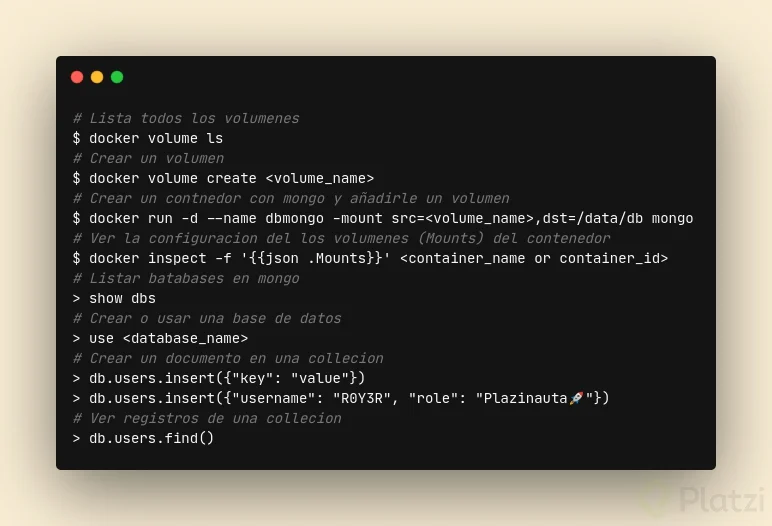 # Lista todos los volumenes
$ docker volume ls
# Crear un volumen
$ docker volume create <volume_name>
# Crear un contnedor con mongo y añadirle un volumen
$ docker run -d --name dbmongo -mount src=<volume_name>,dst=/data/db mongo
# Ver la configuracion del los volumenes (Mounts) del contenedor
$ docker inspect -f '{{json .Mounts}}' <container_name or container_id>
# Listar batabases en mongo
> show dbs
# Crear o usar una base de datos
> use <database_name>
# Crear un documento en una collecion
> db.users.insert({"key": "value"})
> db.users.insert({"username": "R0Y3R", "role": "Plazinauta🚀"})
# Ver registros de una collecion
> db.users.find()
Platzi